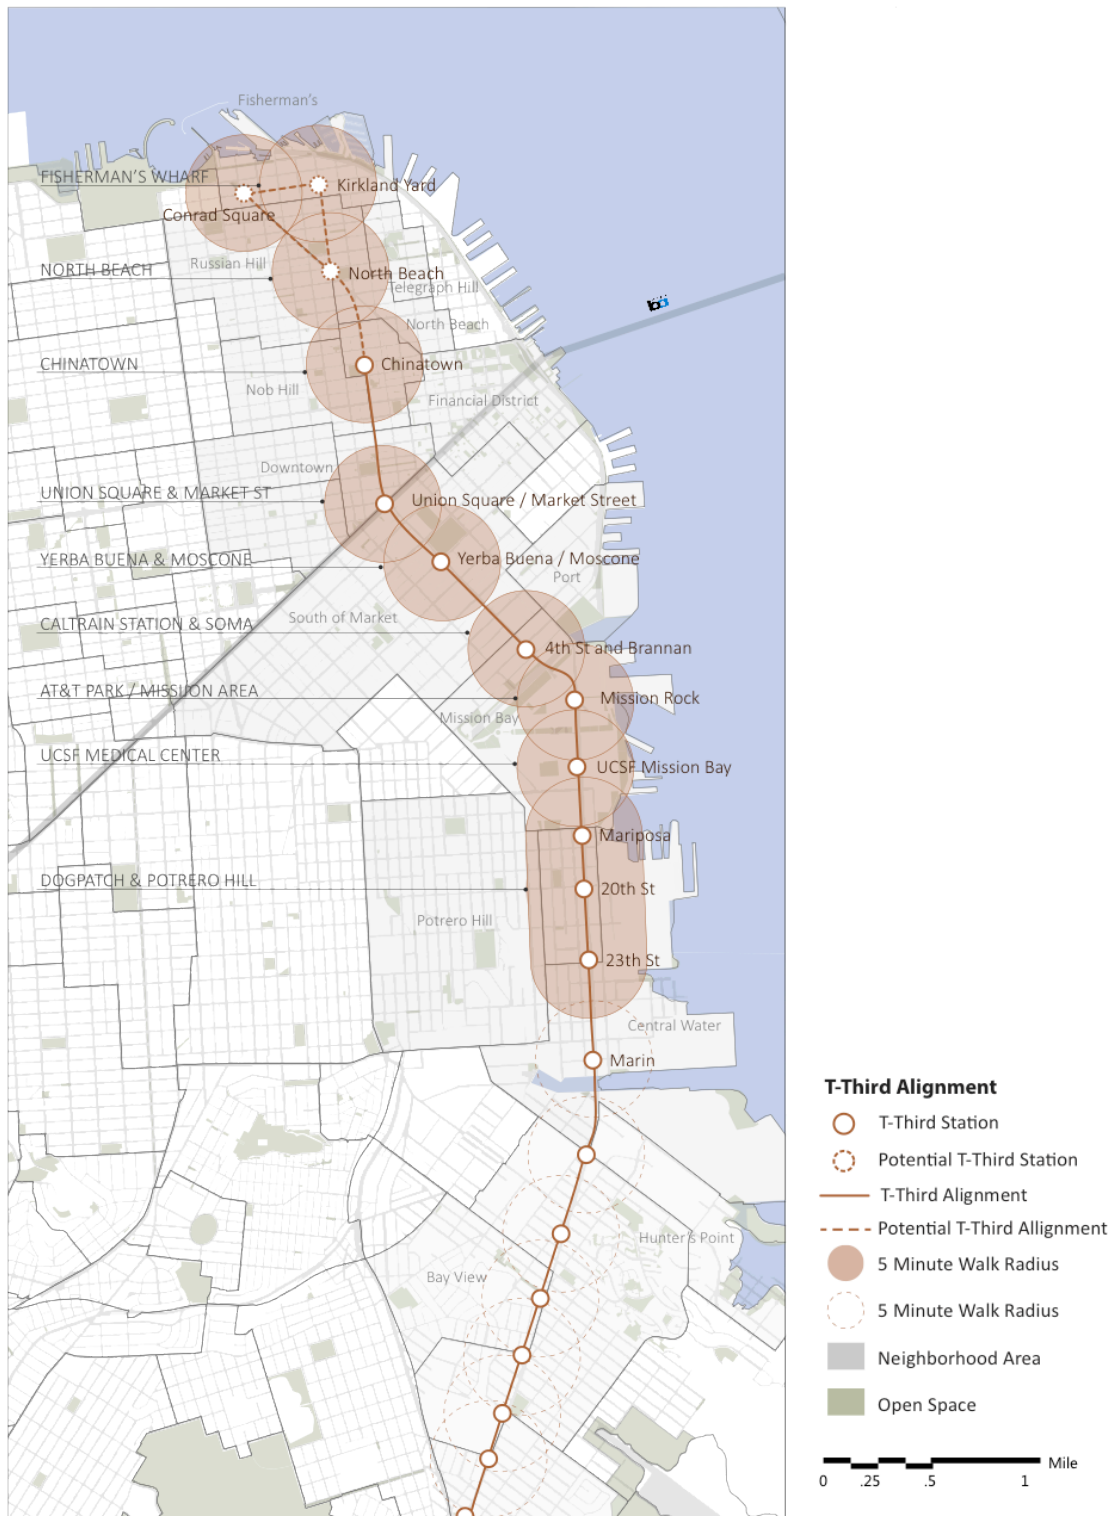 Fisherman's
FISHERMAN'S WHARF
Kirkland Yard
Conrad Square
Russian Hill
NORTH BEACH
North Beach
Telegraph Hill
North Beach
CHINATOWN
Chinatown
Nob Hill
Financial District
Downtown
UNION SQUARE & MARKET ST
Union Square / Market Street
YERBA BUENA & MOSCONE
Yerba Buena / Moscone
Port
South of Market
CALTRAIN STATION & SOMA
4th St and Brannan
AT&T PARK / MISSIION AREA
Mission Rock
Mission Bay
UCSF MEDICAL CENTER
UCSF Mission Bay
Mariposa
DOGPATCH & POTRERO HILL
20th St
Potrero Hill
23th St
Central Water
Marin
Hunter's Point
Bay View
T-Third Alignment
T-Third Station
Potential T-Third Station
T-Third Alignment
Potential T-Third Allignment
5 Minute Walk Radius
5 Minute Walk Radius
Neighborhood Area
Open Space
Mile
0 .25 .5 1